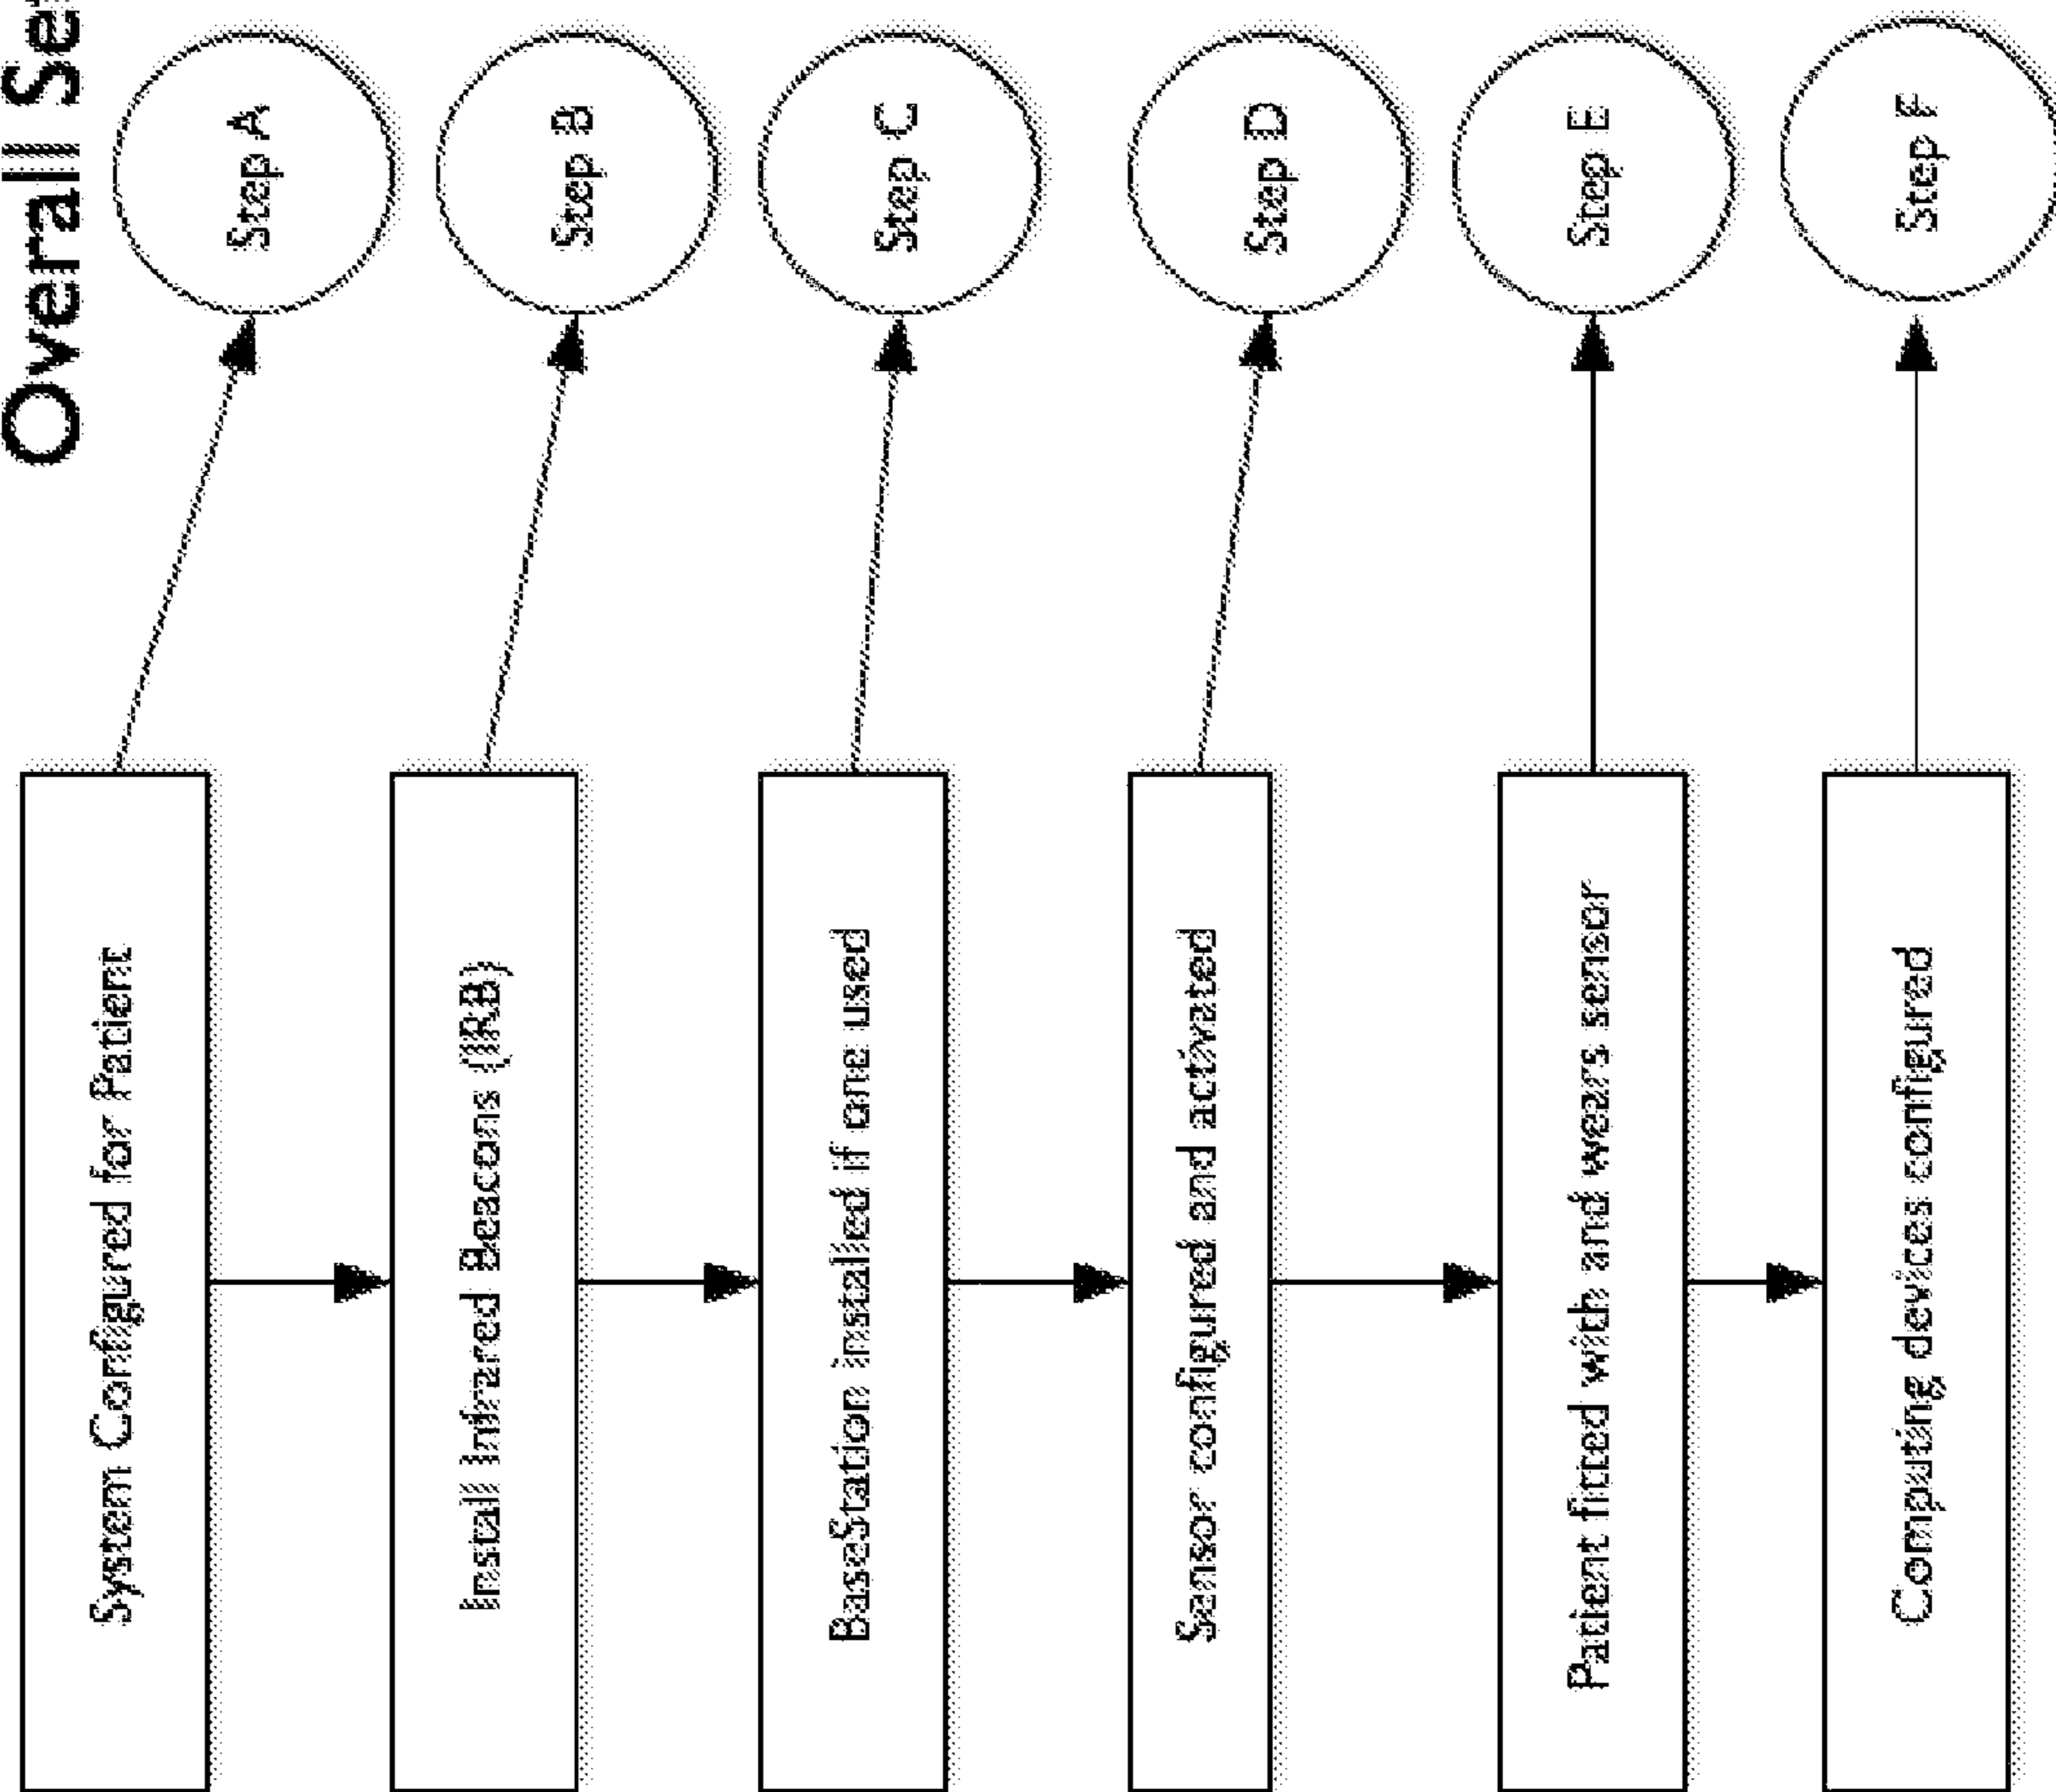 Overall Se
System Configured for Patient
Step A
Install Infrared Beacons (IRB)
Step B
BaseStation installed if one used
Step C
Sensor configured and activated
Step D
Patient fitted with and wears sensor
Step E
Computing devices configured
Step F